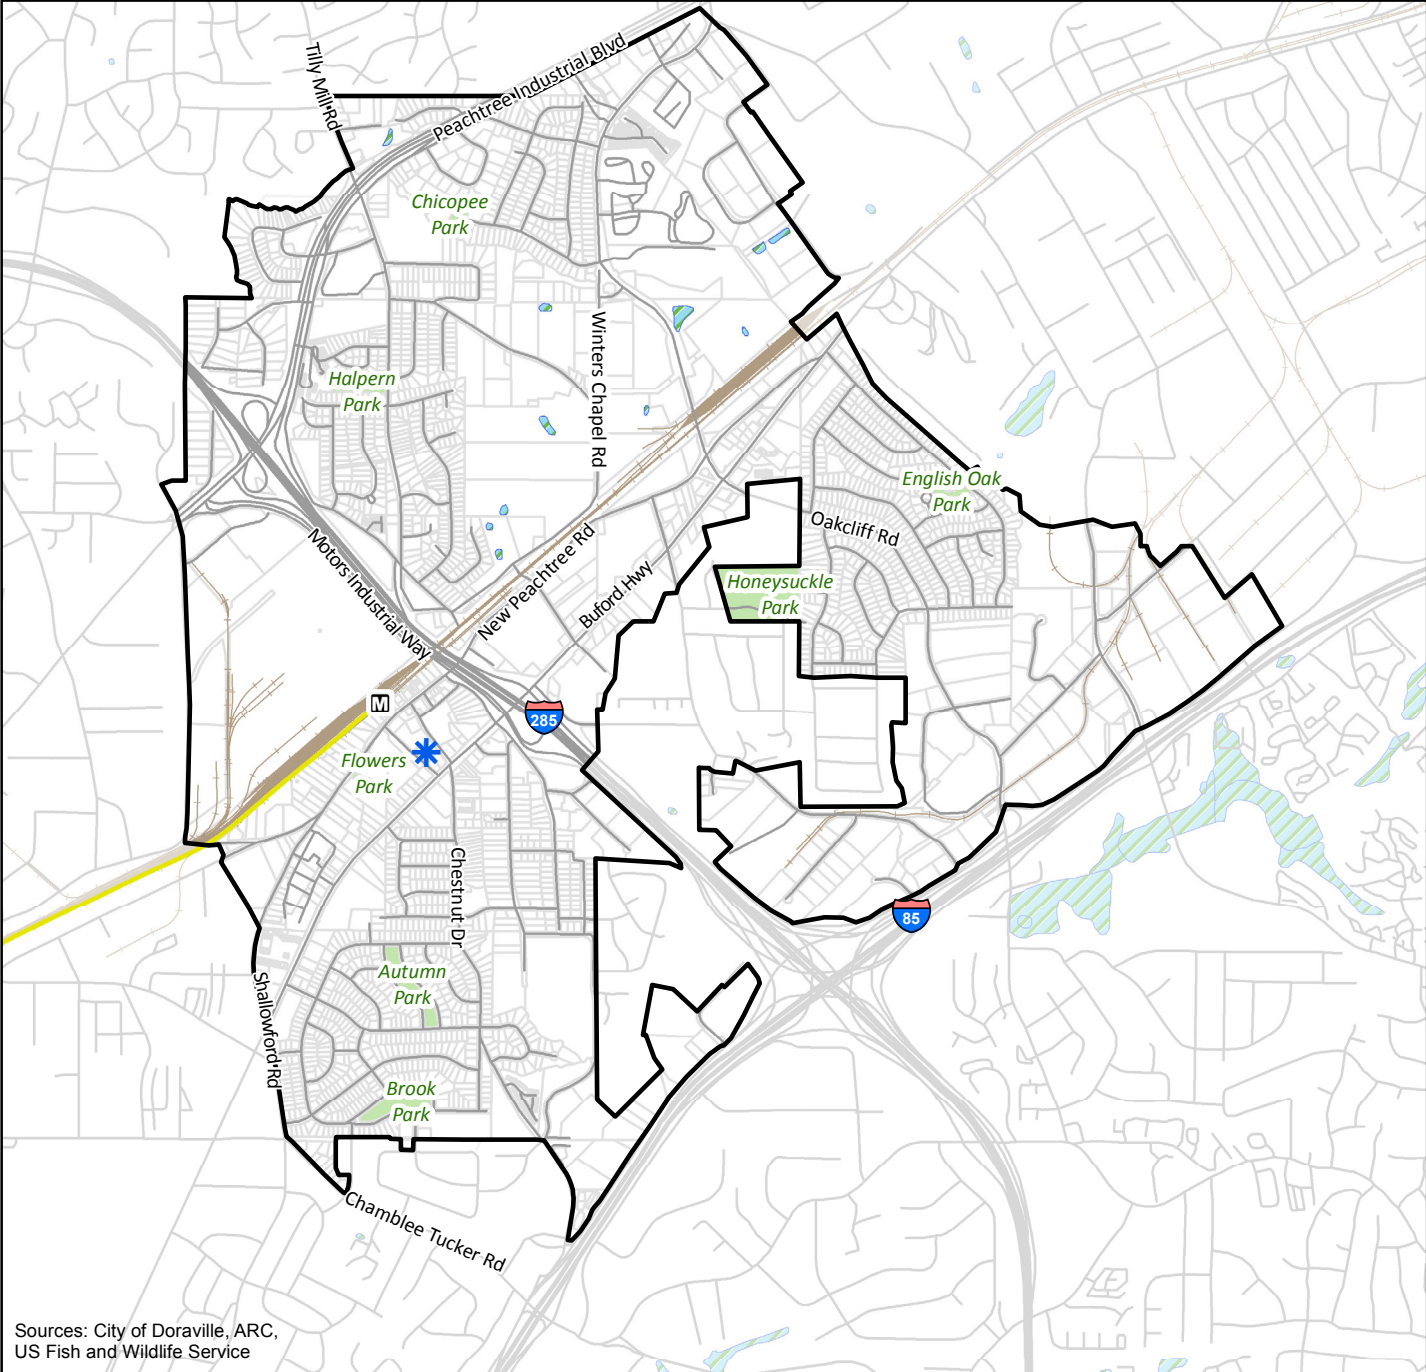 Tilly Mill Rd
Peachtree Industrial Blvd
Chicopee
Park
Winters Chapel Rd
Halpern
Park
English Oak
Park
Oakcliff Rd
Motors Industrial Way
New Peachtree Rd
Buford Hwy
Honeysuckle
Park
M
285
Flowers
Park
Chestnut Dr
85
Autumn
Park
Shallowford Rd
Brook
Park
Chamblee Tucker Rd
Sources: City of Doraville, ARC,
US Fish and Wildlife Service